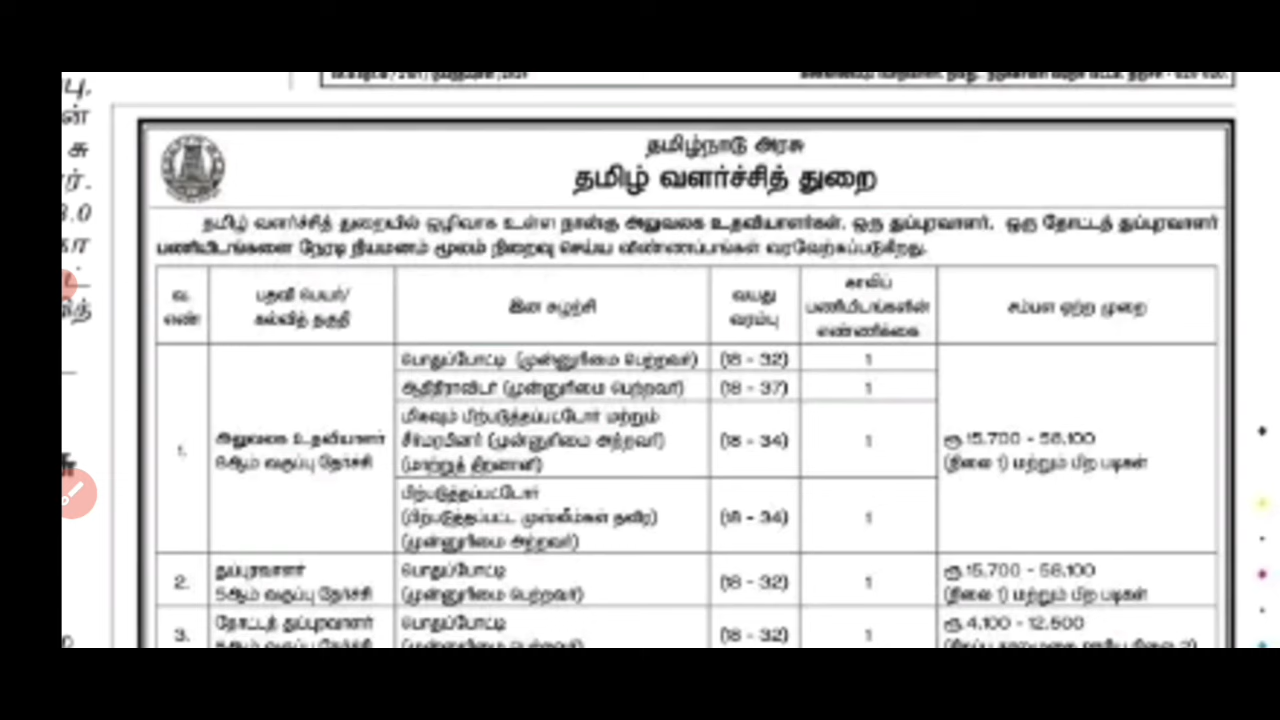 தமிழ்நாடு அரசு
தமிழ் வளர்ச்சித் துறை
தமிழ் வளர்ச்சித் துறையில் ஒழிவாக உள்ள நான்கு அலுவலக உதவியாளர்கள், ஒரு தூப்புரவாளர், ஒரு தோட்டத் தூப்புரவாளர்
பணியிடங்களை நேரடி நியமனம் மூலம் நிறைவு செய்ய விண்ணப்பங்கள் வரவேற்கப்படுகிறது.
வ. எண்
பதவி பெயர்/ கல்வித் தகுதி
இன சுழற்சி
வயது வரம்பு
காலிப் பணியிடங்களின் எண்ணிக்கை
சம்பள ஏற்ற முறை
1.
அலுவலக உதவியாளர்
8ஆம் வகுப்பு தேர்ச்சி
பொதுப்போட்டி (முன்னுரிமை பெற்றவர்) (18 - 32) 1
ஆதிதிராவிடர் (முன்னுரிமை பெற்றவர்) (18 - 37) 1
மிகவும் பிற்படுத்தப்பட்டோர் மற்றும்
சீர்மரபினர் (முன்னுரிமை அற்றவர்) (18 - 34) 1
(மாற்றுத் திறனாளி)
பிற்படுத்தப்பட்டோர்
(பிற்படுத்தப்பட்ட முஸ்லீம்கள் தவிர) (18 - 34) 1
(முன்னுரிமை அற்றவர்)
ரூ.15,700 - 58,100
(நிலை 1) மற்றும் பிற படிகள்
2.
தூப்புரவாளர்
5ஆம் வகுப்பு தேர்ச்சி
பொதுப்போட்டி
(முன்னுரிமை பெற்றவர்)
(18 - 32) 1
ரூ.15,700 - 58,100
(நிலை 1) மற்றும் பிற படிகள்
3.
தோட்டத் தூப்புரவாளர்
பொதுப்போட்டி
(18 - 32) 1
ரூ.4,100 - 12,500